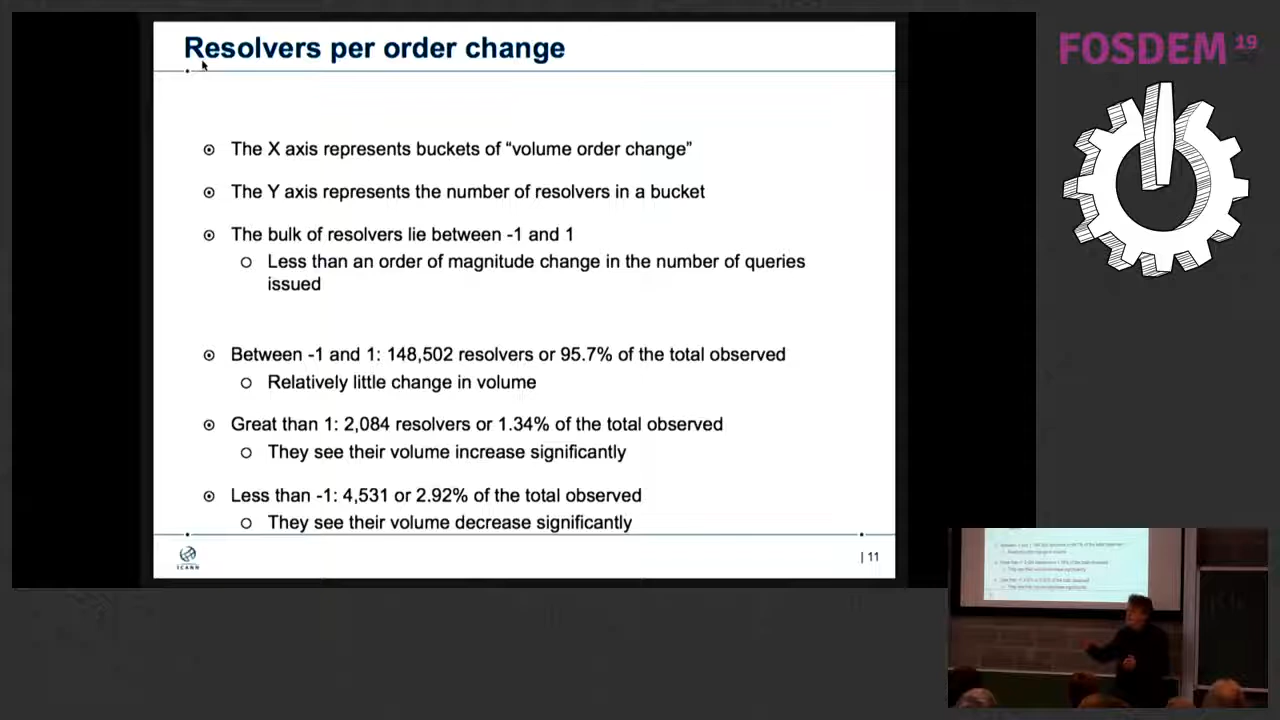 Resolvers per order change
The X axis represents buckets of “volume order change”
The Y axis represents the number of resolvers in a bucket
The bulk of resolvers lie between -1 and 1
Less than an order of magnitude change in the number of queries
issued
Between -1 and 1: 148,502 resolvers or 95.7% of the total observed
Relatively little change in volume
Great than 1: 2,084 resolvers or 1.34% of the total observed
They see their volume increase significantly
Less than -1: 4,531 or 2.92% of the total observed
They see their volume decrease significantly
ICANN
| 11
FOSDEM 19